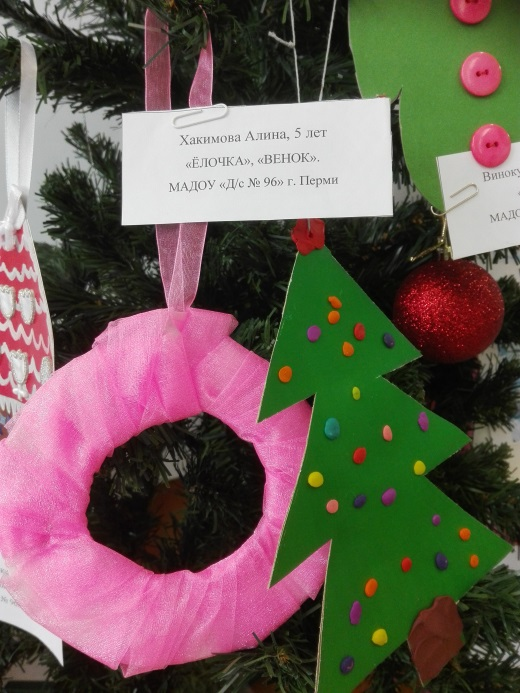 Хакимова Алина, 5 лет
«ЁЛОЧКА», «ВЕНОК».
МАДОУ «Д/с № 96» г. Перми